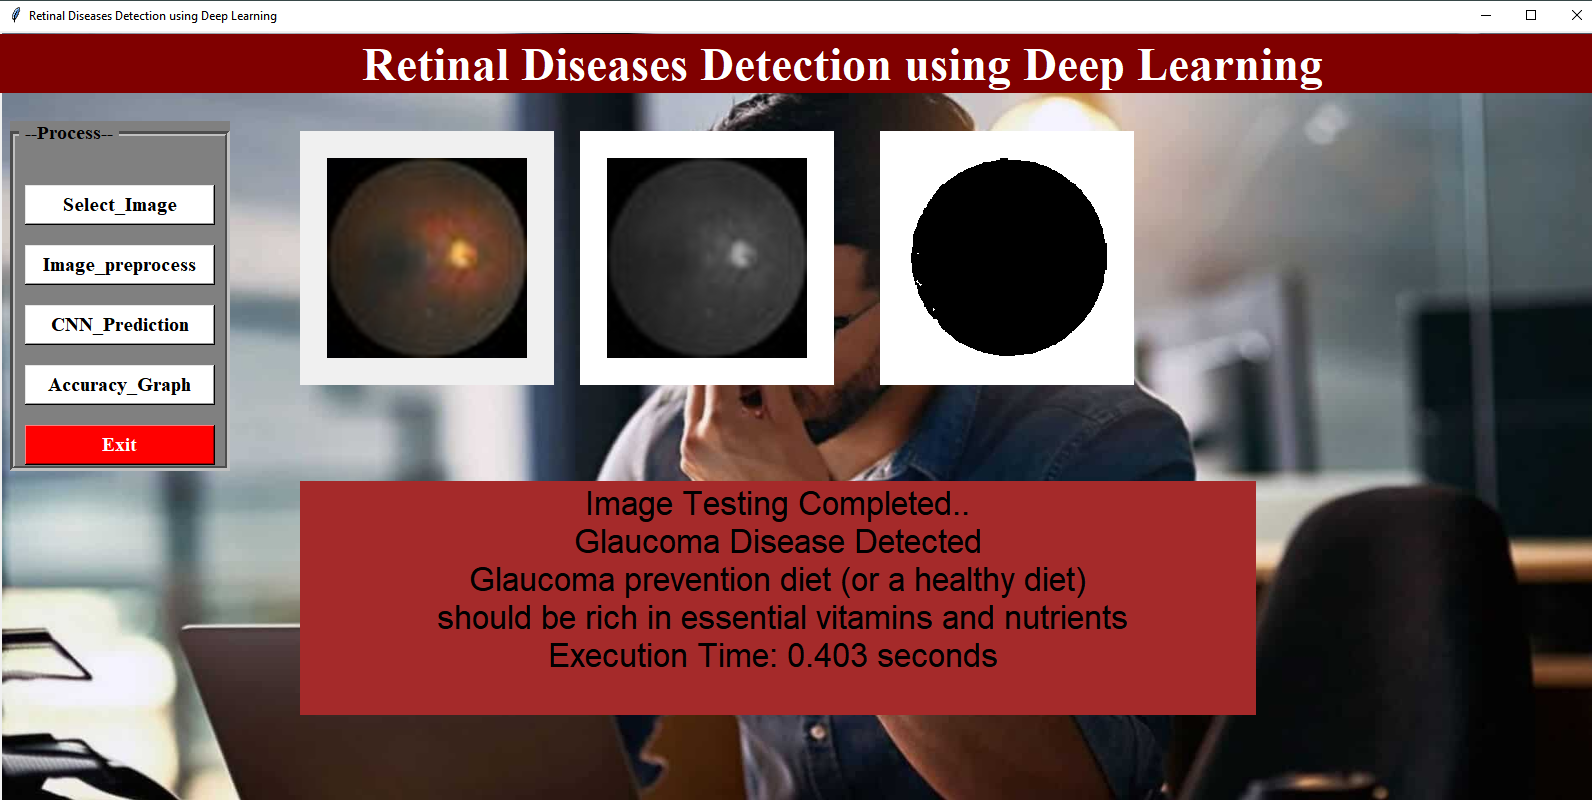 Retinal Diseases Detection using Deep Learning
Retinal Diseases Detection using Deep Learning
--Process--
Select_Image
Image_preprocess
CNN_Prediction
Accuracy_Graph
Exit
Image Testing Completed..
Glaucoma Disease Detected
Glaucoma prevention diet (or a healthy diet)
should be rich in essential vitamins and nutrients
Execution Time: 0.403 seconds